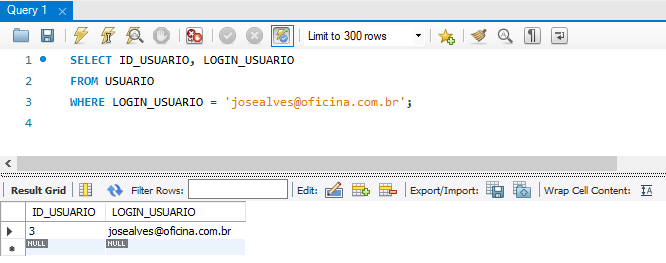 Query 1
Limit to 300 rows
1 SELECT ID_USUARIO, LOGIN_USUARIO
2 FROM USUARIO
3 WHERE LOGIN_USUARIO = 'josealves@oficina.com.br';
4
Result Grid Filter Rows: Edit: Export/Import: Wrap Cell Content: IA
ID_USUARIO LOGIN_USUARIO
3 josealves@oficina.com.br
NULL NULL